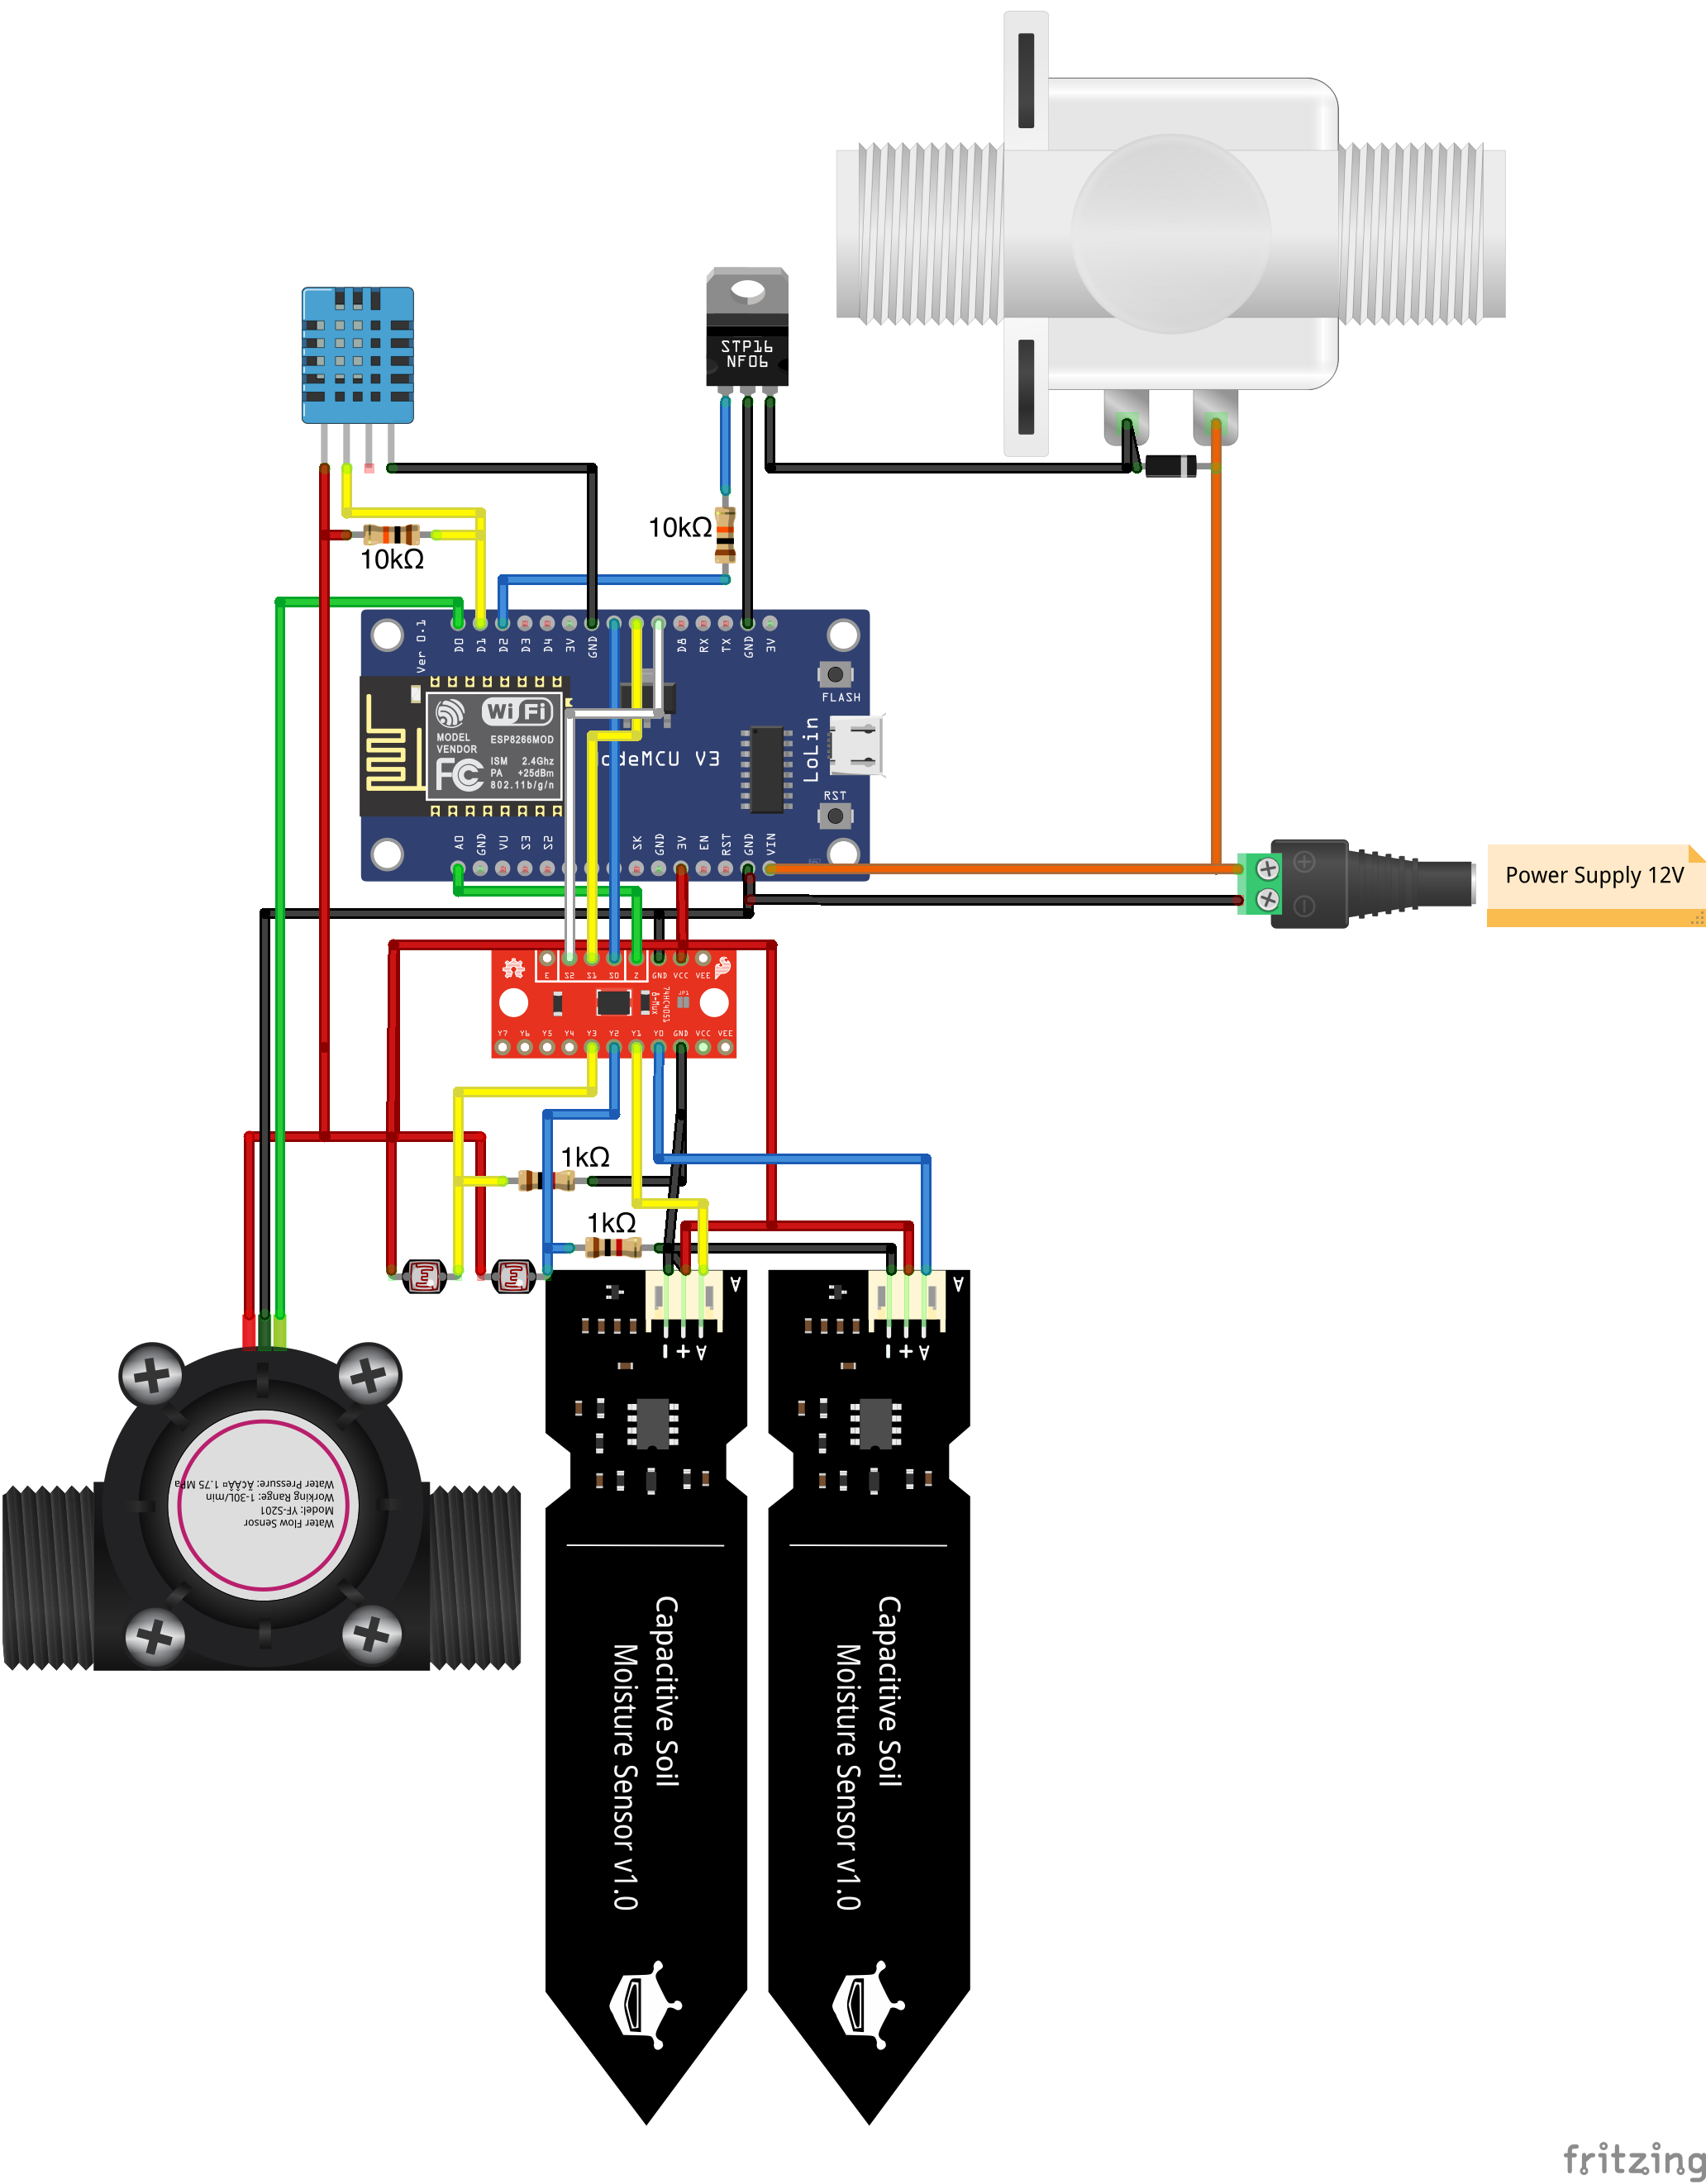 STP16
NF06
10kΩ
10kΩ
Ver 0.1
D0
D1
D2
D3
D4
3V
GND
D8
RX
TX
GND
3V
FLASH
WiFi
MODEL
VENDOR
ESP8266MOD
FC
ISM 2.4Ghz
PA +25dBm
802.11b/g/n
odeMCU V3
LoLin
RST
A0
GND
VU
S3
S2
SK
GND
3V
EN
RST
GND
VIN
Power Supply 12V
E
S2
S1
S0
Z
GND
VCC
VEE
74HC4051
8-Mux
JP1
Y7
Y6
Y5
Y4
Y3
Y2
Y1
Y0
GND
VCC
VEE
1kΩ
1kΩ
A
A
- + A
- + A
Water Flow Sensor
Model: YF-S201
Working Range: 1-30L/min
Water Pressure: 1.75 MPa
Capacitive Soil
Moisture Sensor v1.0
Capacitive Soil
Moisture Sensor v1.0
fritzing